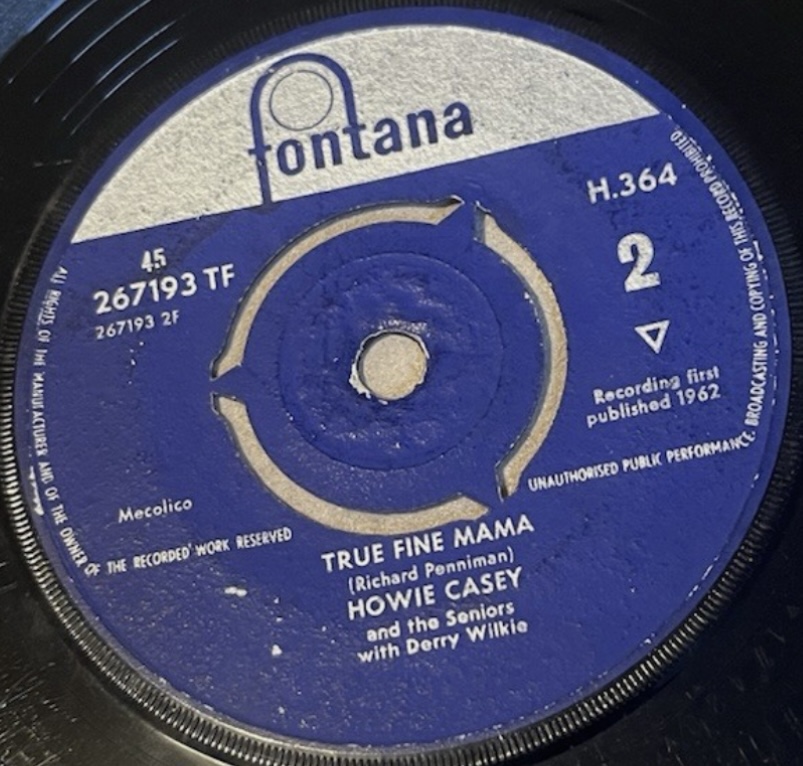 fontana
H.364
45
267193 TF
267193 2F
2
Recording first
published 1962
Mecolico
TRUE FINE MAMA
(Richard Penniman)
HOWIE CASEY
and the Seniors
with Derry Wilkie
ALL RIGHTS OF THE MANUFACTURER AND OF THE OWNER OF THE RECORDED WORK RESERVED
UNAUTHORISED PUBLIC PERFORMANCE BROADCASTING AND COPYING OF THIS RECORD PROHIBITED